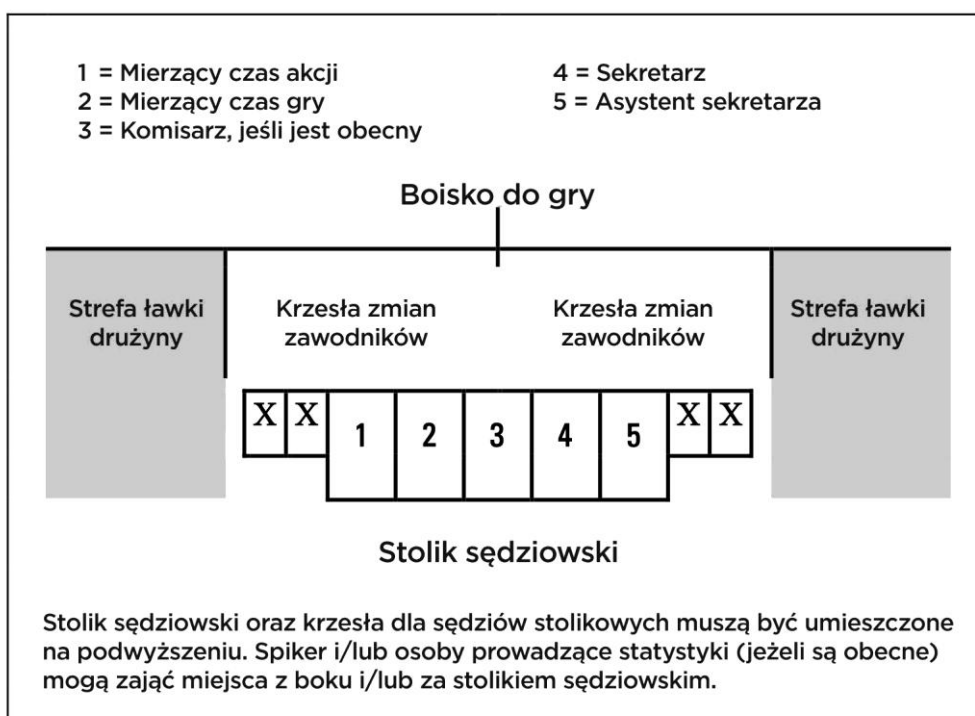 1 = Mierzący czas akcji
2 = Mierzący czas gry
3 = Komisarz, jeśli jest obecny
4 = Sekretarz
5 = Asystent sekretarza
Boisko do gry
Strefa ławki
drużyny
Krzesła zmian
zawodników
Krzesła zmian
zawodników
Strefa ławki
drużyny
X X 1 2 3 4 5 X X
Stolik sędziowski
Stolik sędziowski oraz krzesła dla sędziów stolikowych muszą być umieszczone
na podwyższeniu. Spiker i/lub osoby prowadzące statystyki (jeżeli są obecne)
mogą zająć miejsca z boku i/lub za stolikiem sędziowskim.